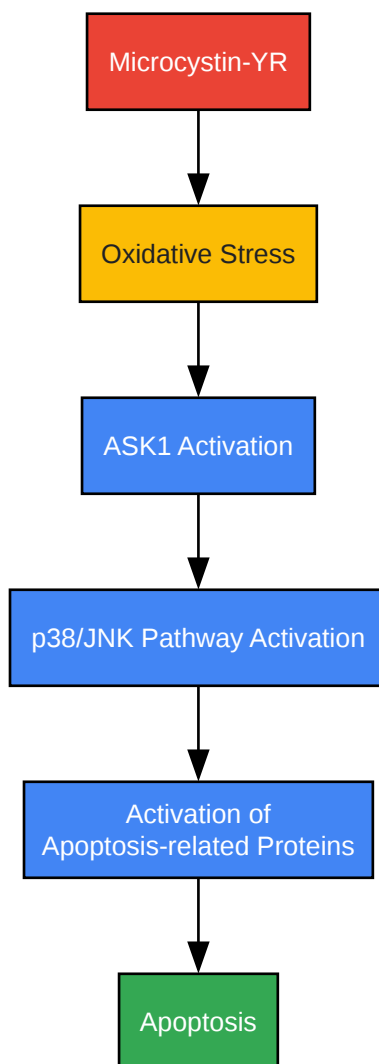 Microcystin-YR
Oxidative Stress
ASK1 Activation
p38/JNK Pathway Activation
Activation of
Apoptosis-related Proteins
Apoptosis